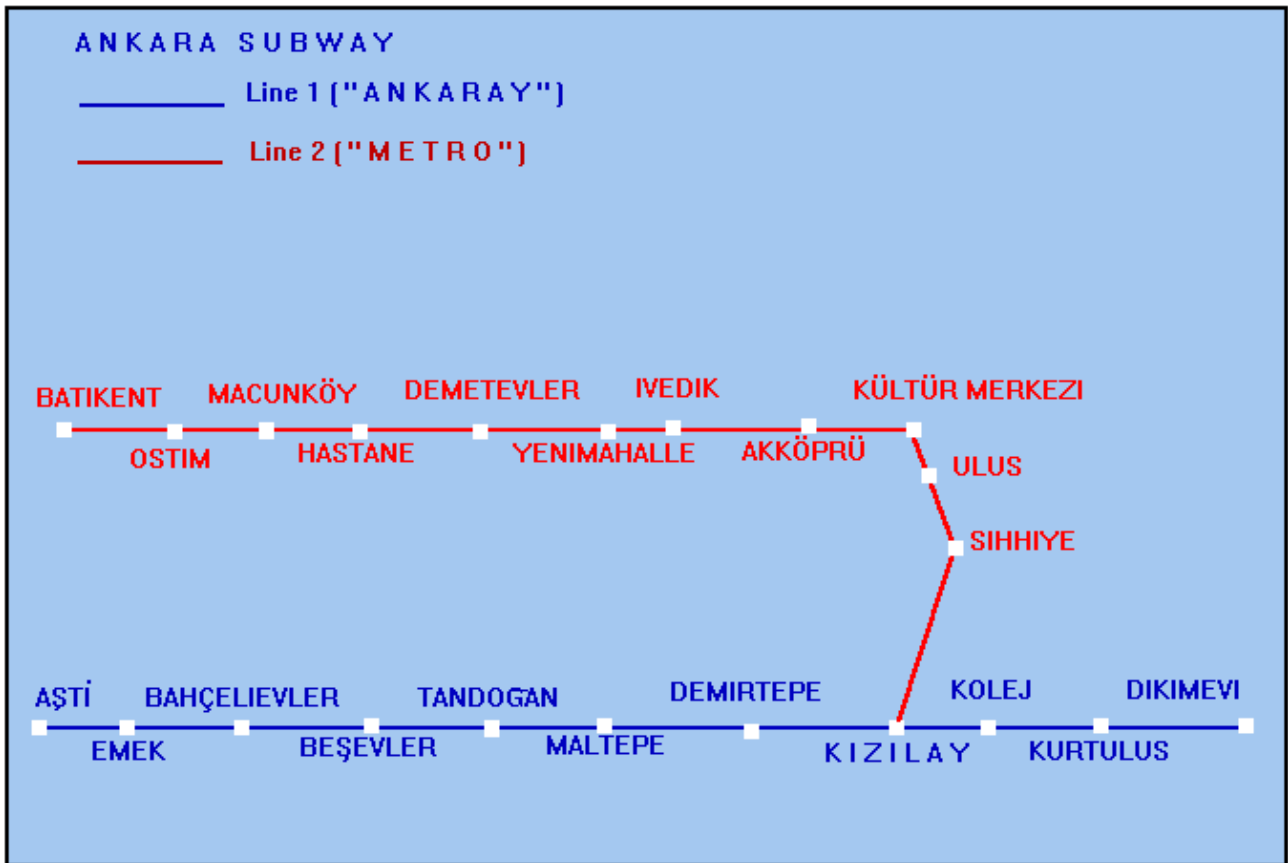 ANKARA SUBWAY
Line 1 ("ANKARAY")
Line 2 ("METRO")
BATIKENT
OSTIM
MACUNKÖY
HASTANE
DEMETEVLER
YENIMAHALLE
IVEDIK
AKKÖPRÜ
KÜLTÜR MERKEZI
ULUS
SIHHIYE
AŞTİ
EMEK
BAHÇELIEVLER
BEŞEVLER
TANDOGAN
MALTEPE
DEMIRTEPE
KIZILAY
KOLEJ
KURTULUS
DIKIMEVI